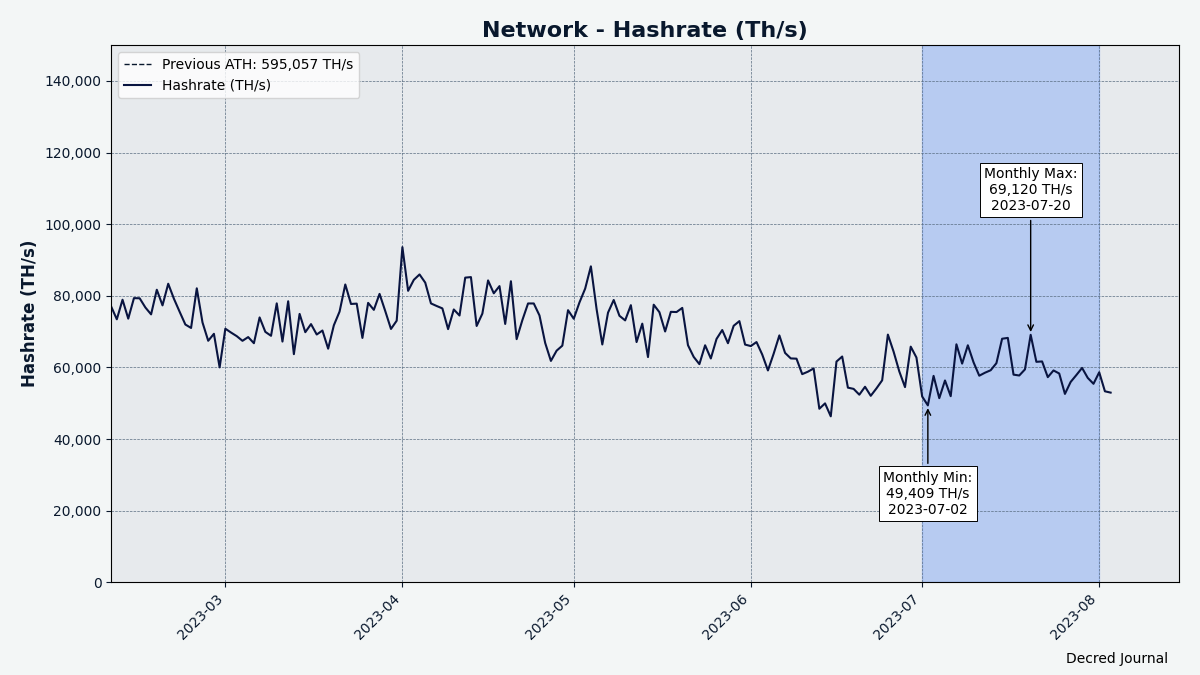 Network - Hashrate (Th/s)
Previous ATH: 595,057 TH/s
Hashrate (TH/s)
Hashrate (TH/s)
140,000
120,000
100,000
80,000
60,000
40,000
20,000
0
Monthly Max:
69,120 TH/s
2023-07-20
Monthly Min:
49,409 TH/s
2023-07-02
2023-03
2023-04
2023-05
2023-06
2023-07
2023-08
Decred Journal